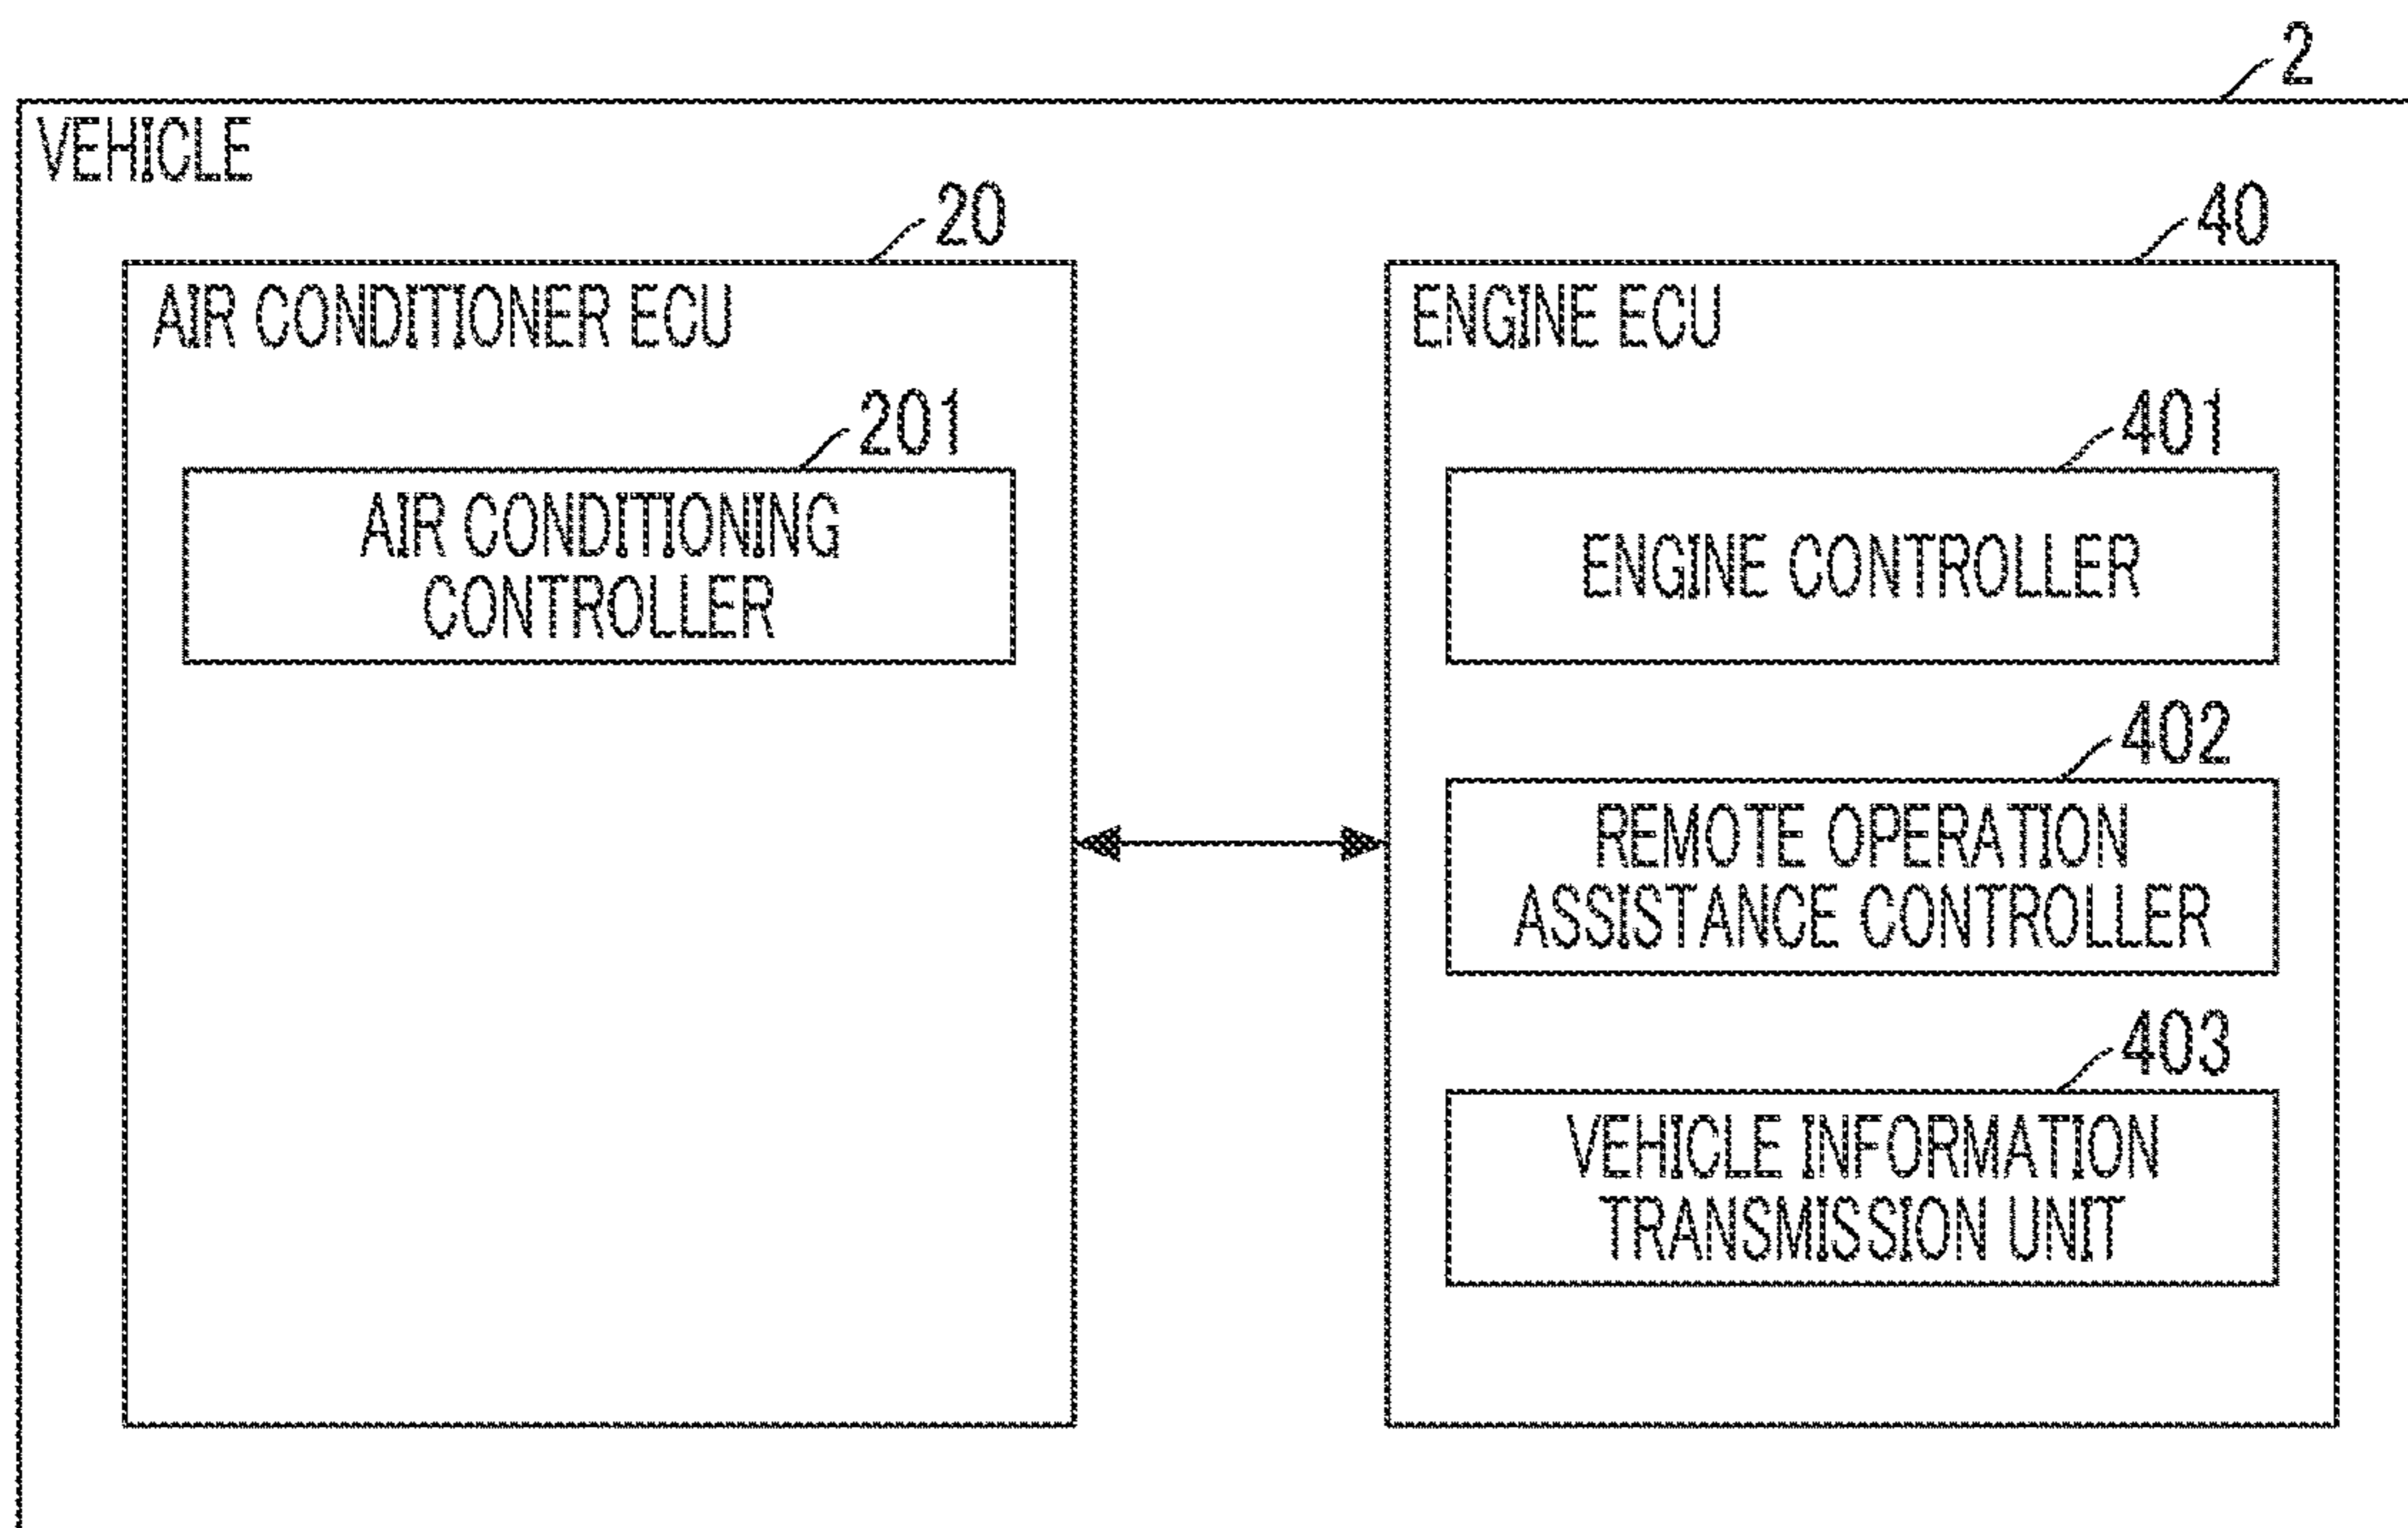 2
VEHICLE
20
40
AIR CONDITIONER ECU
ENGINE ECU
201
401
AIR CONDITIONING
CONTROLLER
ENGINE CONTROLLER
402
REMOTE OPERATION
ASSISTANCE CONTROLLER
403
VEHICLE INFORMATION
TRANSMISSION UNIT